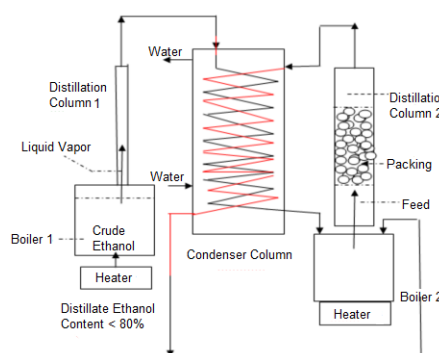 Water
Distillation
Column 1
Liquid Vapor
Water
Boiler 1
Crude
Ethanol
Heater
Distillate Ethanol
Content < 80%
Condenser Column
Distillation
Column 2
Packing
Feed
Boiler 2
Heater